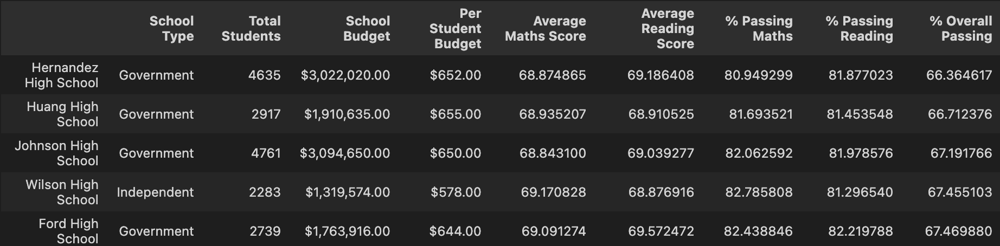 School Type Total Students School Budget Per Student Budget Average Maths Score Average Reading Score % Passing Maths % Passing Reading % Overall Passing
Hernandez High School Government 4635 $3,022,020.00 $652.00 68.874865 69.186408 80.949299 81.877023 66.364617
Huang High School Government 2917 $1,910,635.00 $655.00 68.935207 68.910525 81.693521 81.453548 66.712376
Johnson High School Government 4761 $3,094,650.00 $650.00 68.843100 69.039277 82.062592 81.978576 67.191766
Wilson High School Independent 2283 $1,319,574.00 $578.00 69.170828 68.876916 82.785808 81.296540 67.455103
Ford High School Government 2739 $1,763,916.00 $644.00 69.091274 69.572472 82.438846 82.219788 67.469880